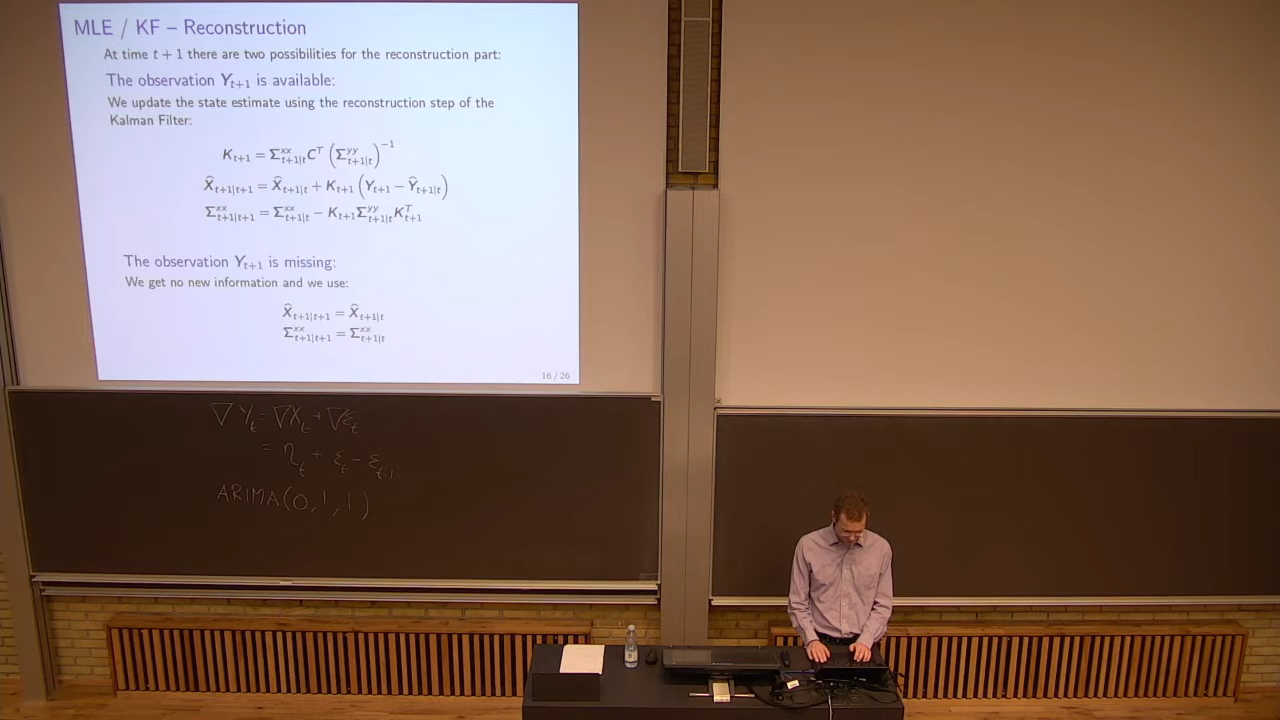 MLE / KF – Reconstruction
At time t + 1 there are two possibilities for the reconstruction part:
The observation Y_{t+1} is available:
We update the state estimate using the reconstruction step of the
Kalman Filter:
K_{t+1} = Σ^{xx}_{t+1|t} C^T (Σ^{yy}_{t+1|t})^{-1}
X̂_{t+1|t+1} = X̂_{t+1|t} + K_{t+1} (Y_{t+1} − Ŷ_{t+1|t})
Σ^{xx}_{t+1|t+1} = Σ^{xx}_{t+1|t} − K_{t+1} Σ^{yy}_{t+1|t} K^T_{t+1}
The observation Y_{t+1} is missing:
We get no new information and we use:
X̂_{t+1|t+1} = X̂_{t+1|t}
Σ^{xx}_{t+1|t+1} = Σ^{xx}_{t+1|t}
16 / 26
∇Y_t = ∇X_t + ∇ε_t
= η_t + ε_t − ε_{t-1}
ARIMA(0,1,1)